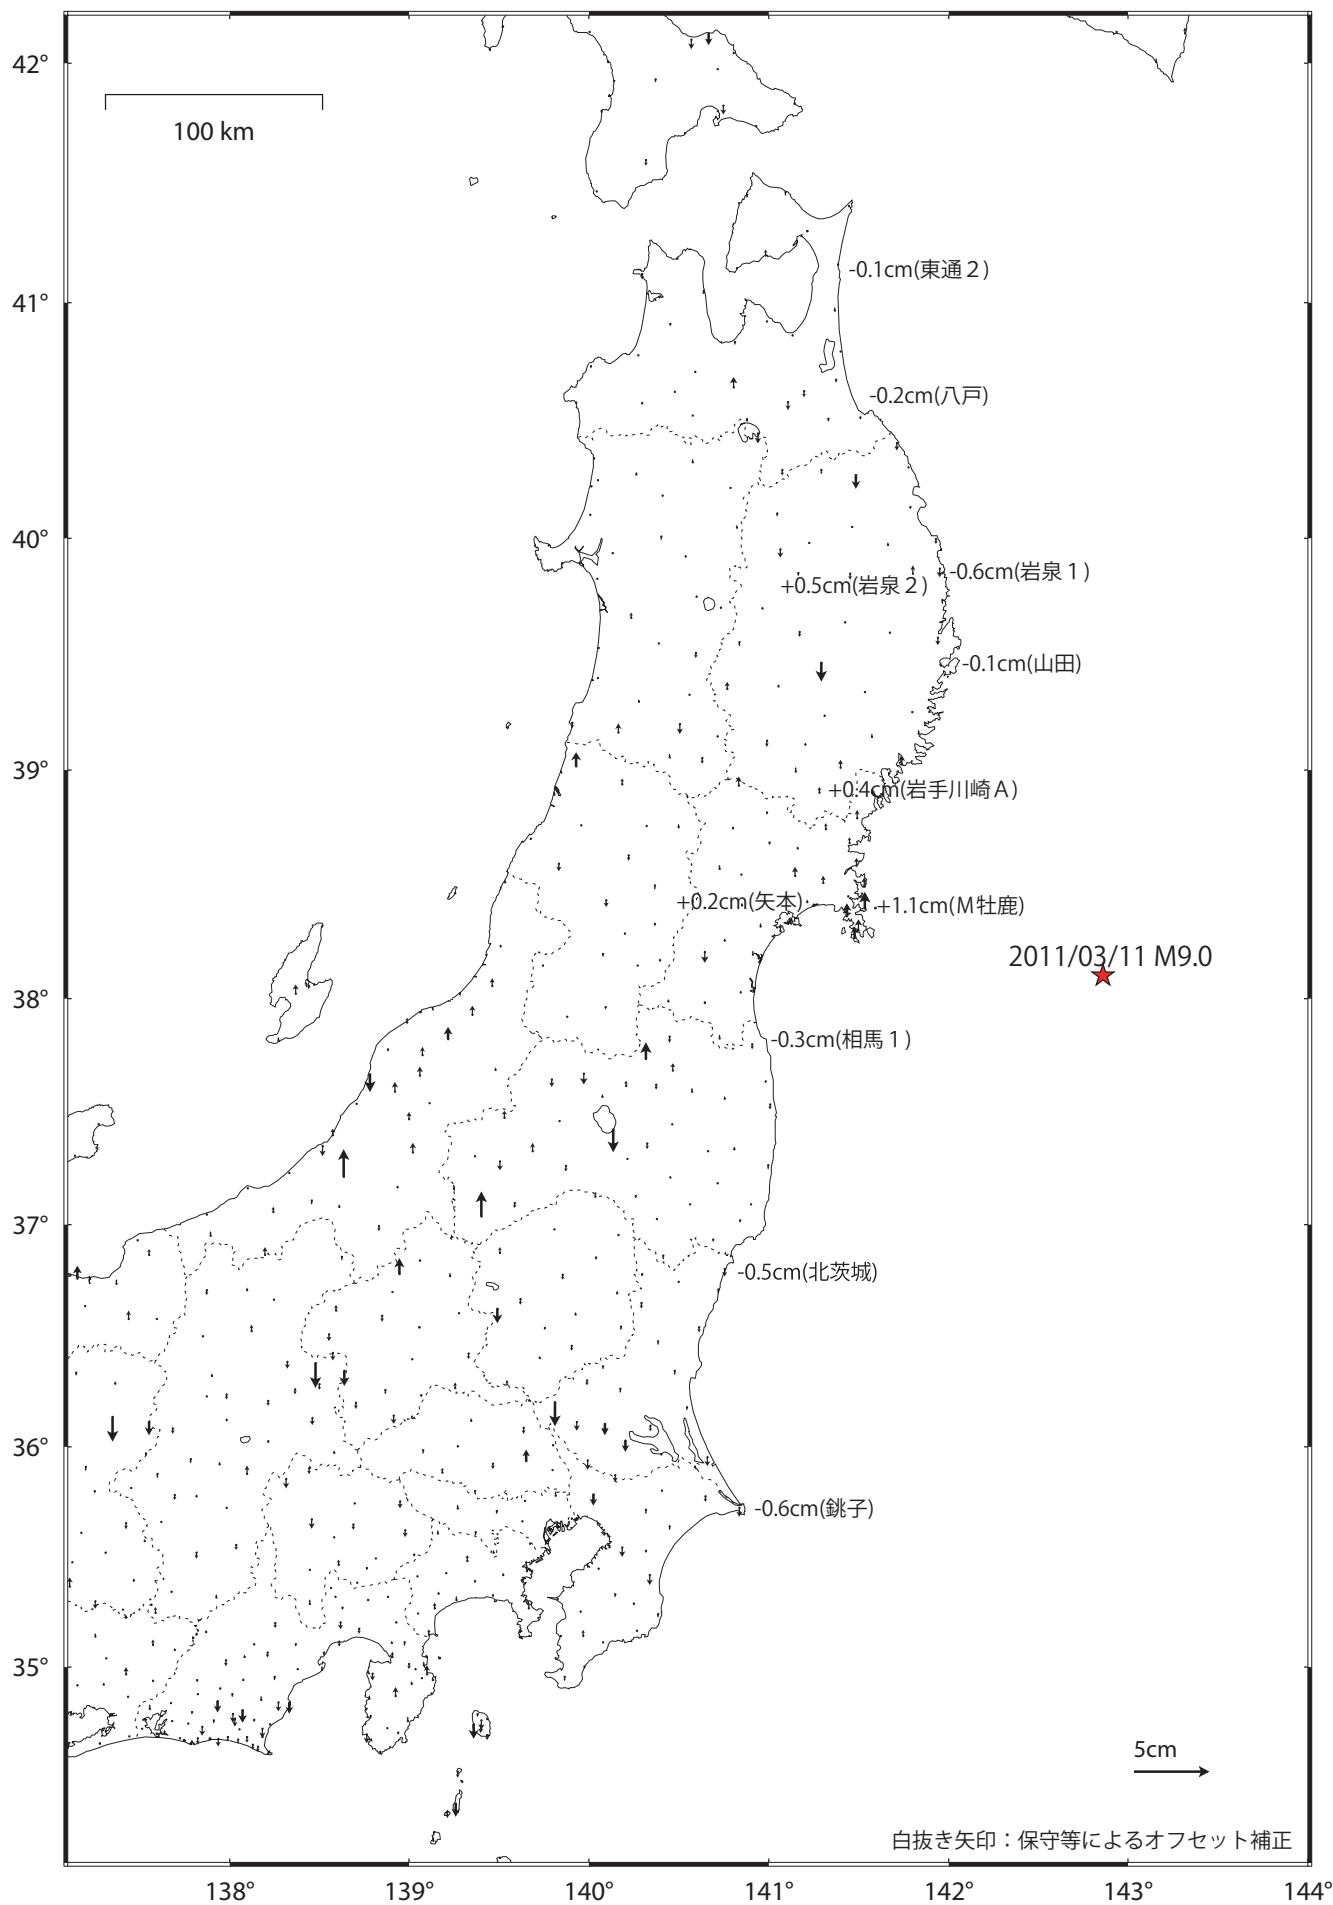 42°
100 km
-0.1cm(東通２)
41°
-0.2cm(八戸)
40°
-0.6cm(岩泉１)
+0.5cm(岩泉２)
-0.1cm(山田)
39°
+0.4cm(岩手川崎Ａ)
+0.2cm(矢本)
+1.1cm(Ｍ牡鹿)
2011/03/11 M9.0
38°
-0.3cm(相馬１)
37°
-0.5cm(北茨城)
36°
-0.6cm(銚子)
35°
5cm
白抜き矢印：保守等によるオフセット補正
138°
139°
140°
141°
142°
143°
144°